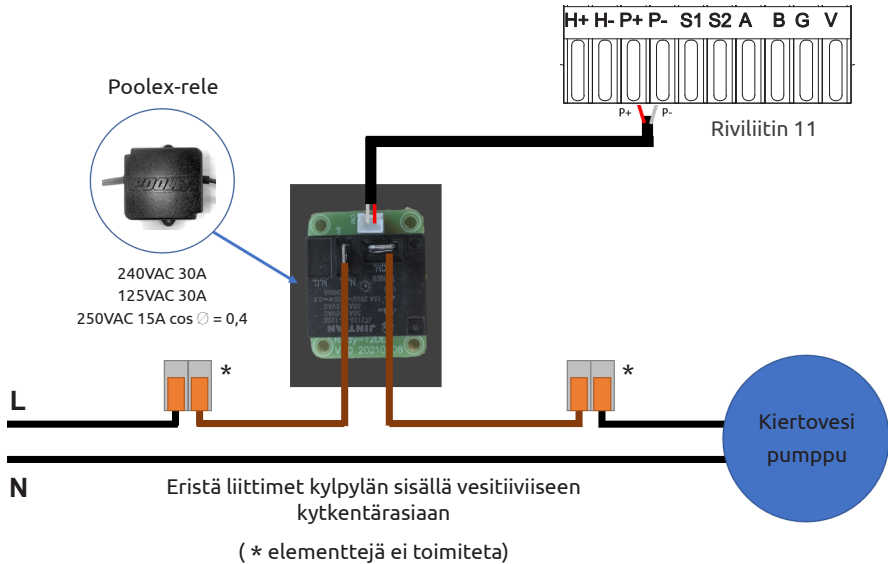 H+ H- P+ P- S1 S2 A B G V
P+ P-
Riviliitin 11
Poolex-rele
POOLEX
240VAC 30A
125VAC 30A
250VAC 15A cos ∅ = 0,4
JINTIAN
*
*
L
N
Kiertovesi
pumppu
Eristä liittimet kylpylän sisällä vesitiiviiseen
kytkentärasiaan
( * elementtejä ei toimiteta)